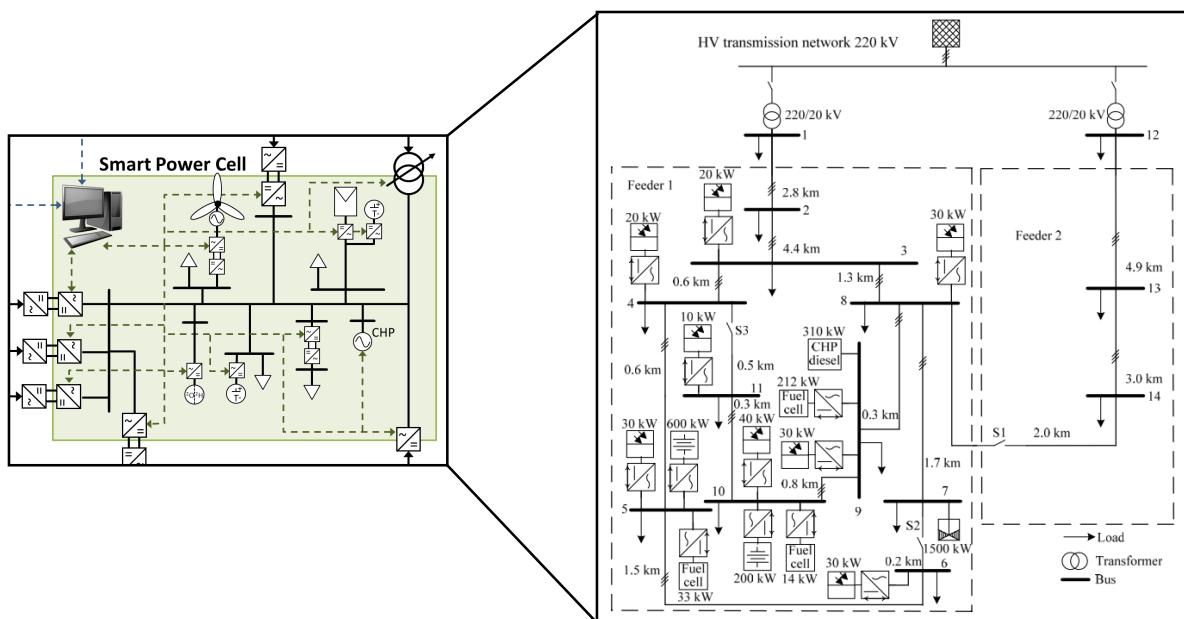 Smart Power Cell
CHP
HV transmission network 220 kV
220/20 kV
220/20 kV
1
12
Feeder 1
20 kW
2.8 km
2
20 kW
30 kW
Feeder 2
4.4 km
3
0.6 km
1.3 km
4.9 km
13
4
8
10 kW
S3
310 kW
CHP
diesel
0.6 km
0.5 km
212 kW
Fuel
cell
11
0.3 km
0.3 km
3.0 km
14
30 kW
600 kW
40 kW
30 kW
S1
2.0 km
1.7 km
0.8 km
10
7
5
9
S2
1500 kW
Fuel
cell
33 kW
200 kW
Fuel
cell
14 kW
1.5 km
30 kW
0.2 km
6
Load
Transformer
Bus